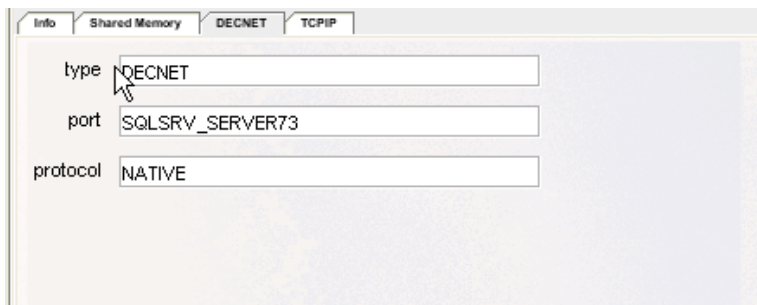 Info Shared Memory DECNET TCPIP
type DECNET
port SQLSRV_SERVER73
protocol NATIVE